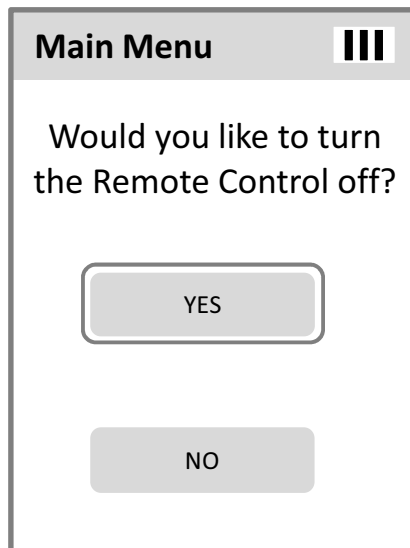 Main Menu
Would you like to turn
the Remote Control off?
YES
NO